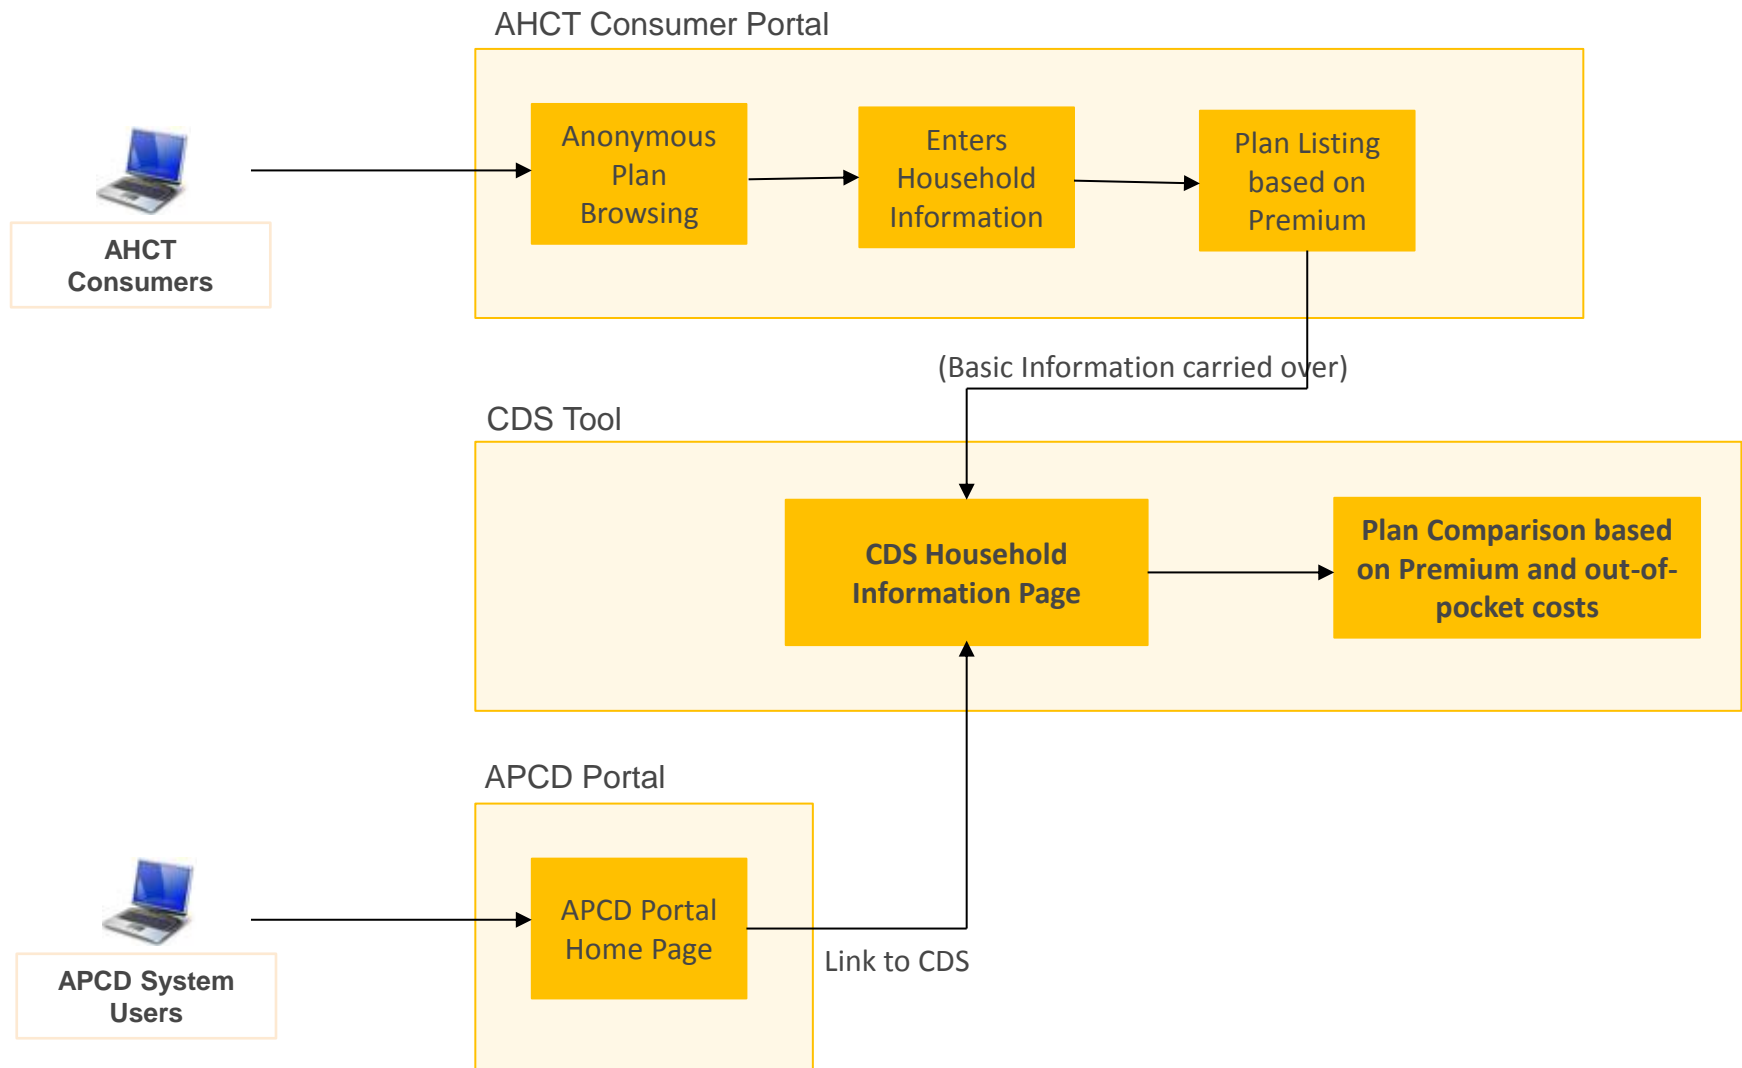 AHCT Consumer Portal
Anonymous
Plan
Browsing
Enters
Household
Information
Plan Listing
based on
Premium
AHCT
Consumers
(Basic Information carried over)
CDS Tool
CDS Household
Information Page
Plan Comparison based
on Premium and out-of-
pocket costs
APCD Portal
APCD Portal
Home Page
Link to CDS
APCD System
Users